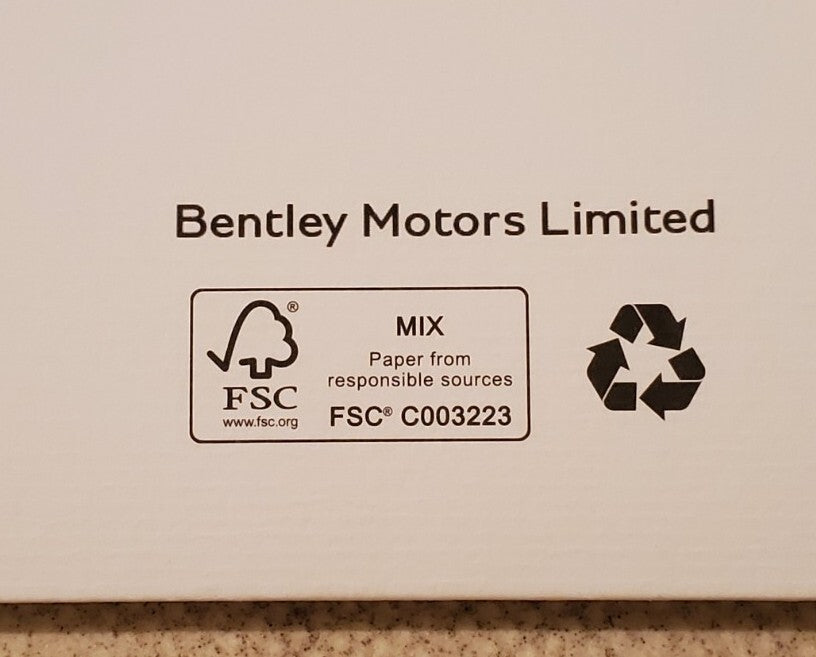 Bentley Motors Limited
®
FSC
www.fsc.org
MIX
Paper from
responsible sources
FSC® C003223